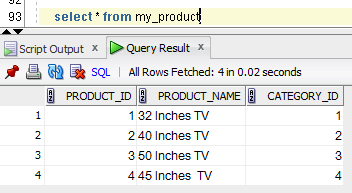 92
93 select * from my_product
Script Output × Query Result ×
SQL | All Rows Fetched: 4 in 0.02 seconds
PRODUCT_ID PRODUCT_NAME CATEGORY_ID
1 1 32 Inches TV 1
2 2 40 Inches TV 2
3 3 50 Inches TV 3
4 4 45 Inches  TV 4